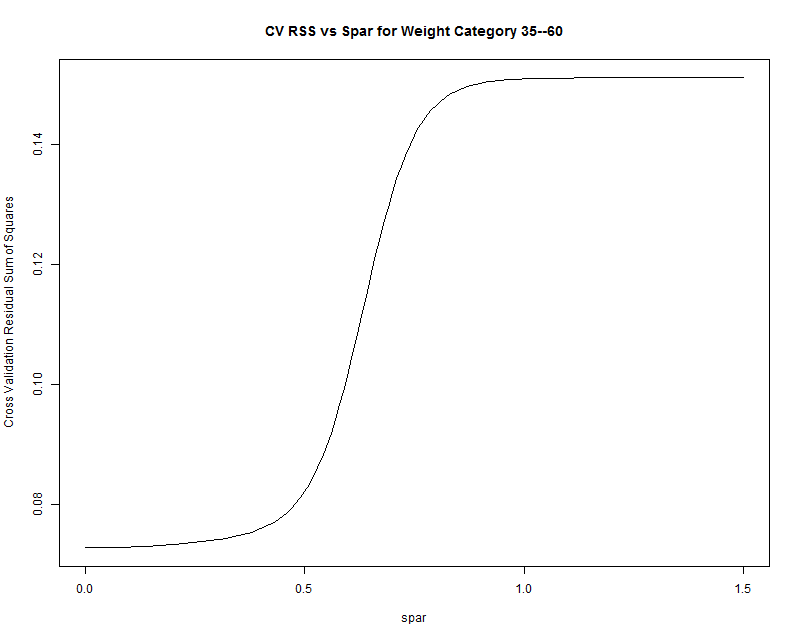 CV RSS vs Spar for Weight Category 35--60
Cross Validation Residual Sum of Squares
0.14
0.12
0.10
0.08
0.0 0.5 1.0 1.5
spar